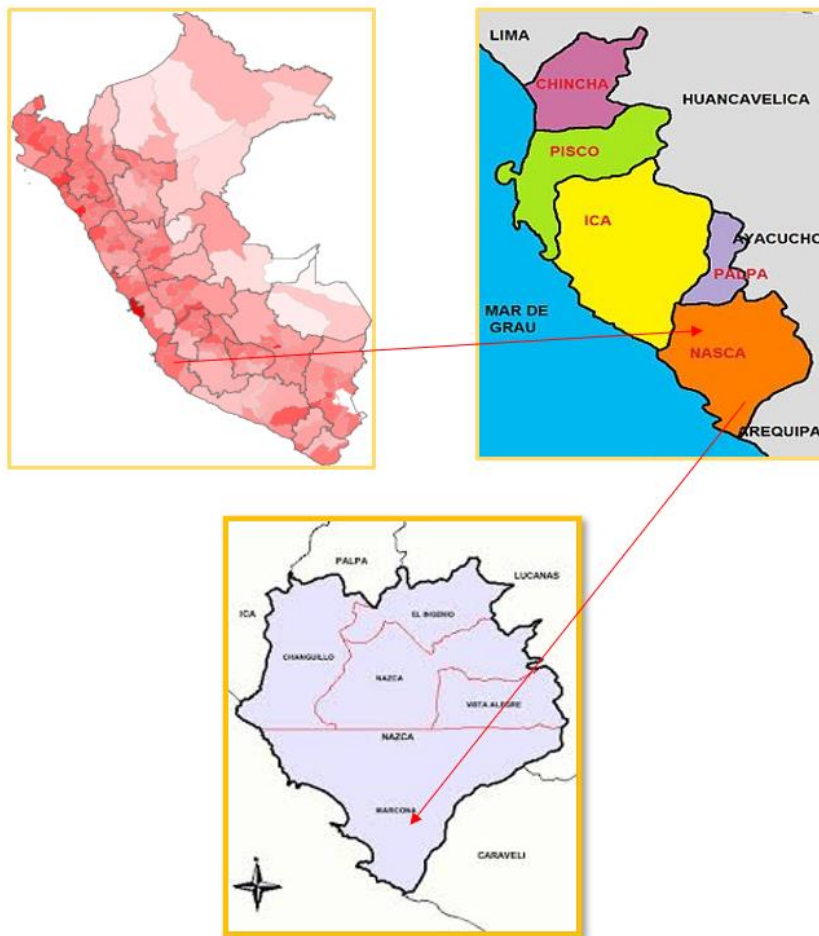 LIMA
CHINCHA
HUANCAVELICA
PISCO
ICA
AYACUCHO
PALPA
MAR DE
GRAU
NASCA
AREQUIPA
PALPA
LUCANAS
ICA
EL INGENIO
CHANGUILLO
NAZCA
VISTA ALEGRE
NAZCA
MARCONA
CARAVELI